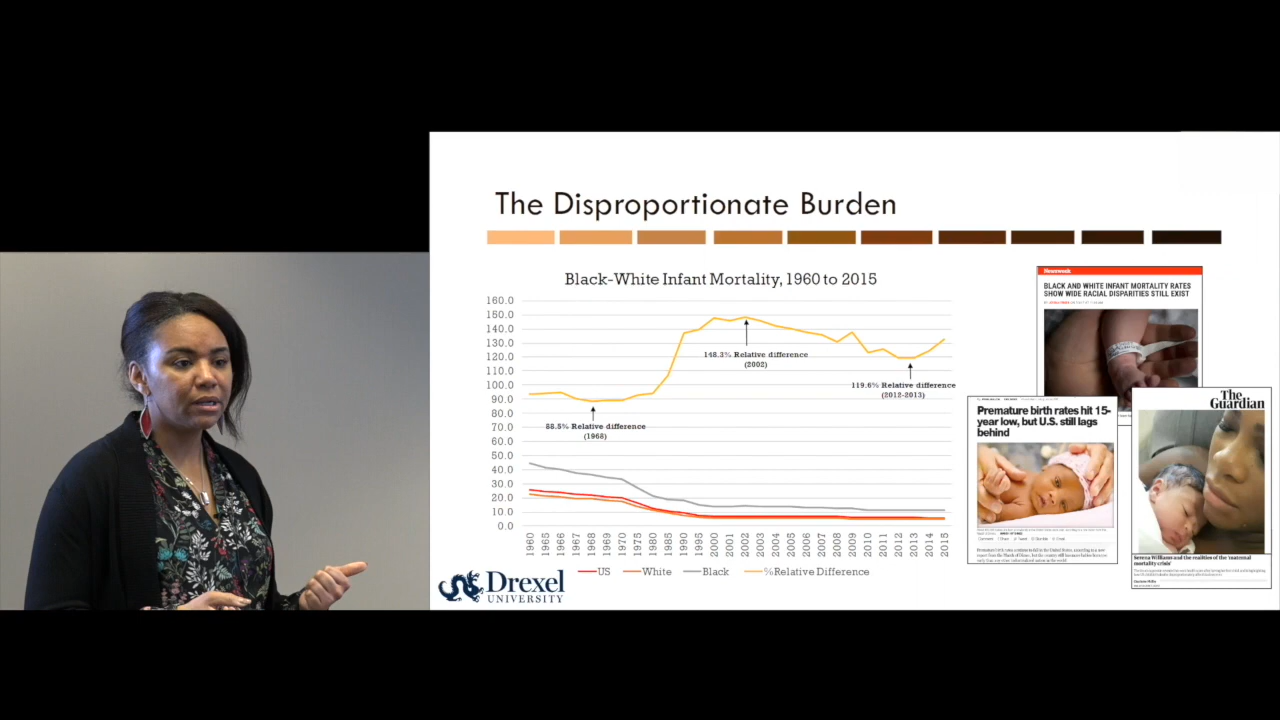 The Disproportionate Burden
Black-White Infant Mortality, 1960 to 2015
160.0
150.0
140.0
130.0
120.0
110.0
100.0
90.0
80.0
70.0
60.0
50.0
40.0
30.0
20.0
10.0
0.0
148.3% Relative difference
(2002)
119.6% Relative difference
(2012-2013)
88.5% Relative difference
(1968)
1960 1965 1966 1967 1968 1969 1970 1975 1980 1985 1990 1995 2000 2001 2002 2003 2004 2005 2006 2007 2008 2009 2010 2011 2012 2013 2014 2015
US White Black %Relative Difference
Drexel
UNIVERSITY
Newsweek
BLACK AND WHITE INFANT MORTALITY RATES
SHOW WIDE RACIAL DISPARITIES STILL EXIST
Premature birth rates hit 15-
year low, but U.S. still lags
behind
The
Guardian
Serena Williams and the realities of the 'maternal
mortality crisis'